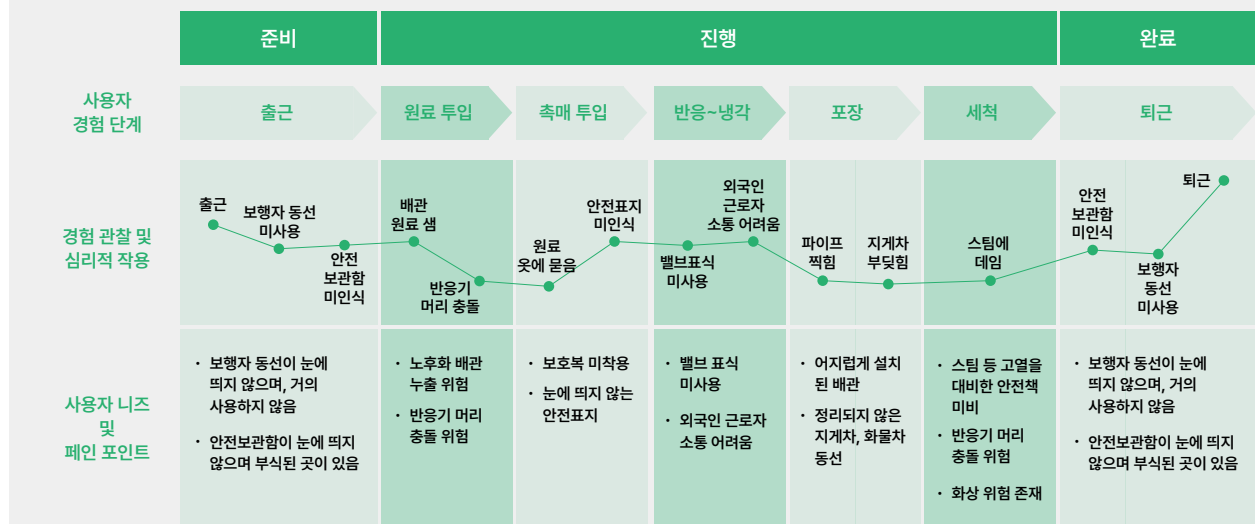 준비
진행
완료
사용자
경험 단계
출근
원료 투입
촉매 투입
반응~냉각
포장
세척
퇴근
경험 관찰 및
심리적 작용
출근
보행자 동선
미사용
안전
보관함
미인식
배관
원료 샘
반응기
머리 충돌
원료
옷에 묻음
안전표지
미인식
밸브표식
미사용
외국인
근로자
소통 어려움
파이프
찍힘
지게차
부딪힘
스팀에
데임
안전
보관함
미인식
보행자
동선
미사용
퇴근
사용자 니즈
및
페인 포인트
· 보행자 동선이 눈에
띄지 않으며, 거의
사용하지 않음
· 안전보관함이 눈에 띄지
않으며 부식된 곳이 있음
· 노후화 배관
누출 위험
· 반응기 머리
충돌 위험
· 보호복 미착용
· 눈에 띄지 않는
안전표지
· 밸브 표식
미사용
· 외국인 근로자
소통 어려움
· 어지럽게 설치
된 배관
· 정리되지 않은
지게차, 화물차
동선
· 스팀 등 고열을
대비한 안전책
미비
· 반응기 머리
충돌 위험
· 화상 위험 존재
· 보행자 동선이 눈에
띄지 않으며, 거의
사용하지 않음
· 안전보관함이 눈에 띄지
않으며 부식된 곳이 있음